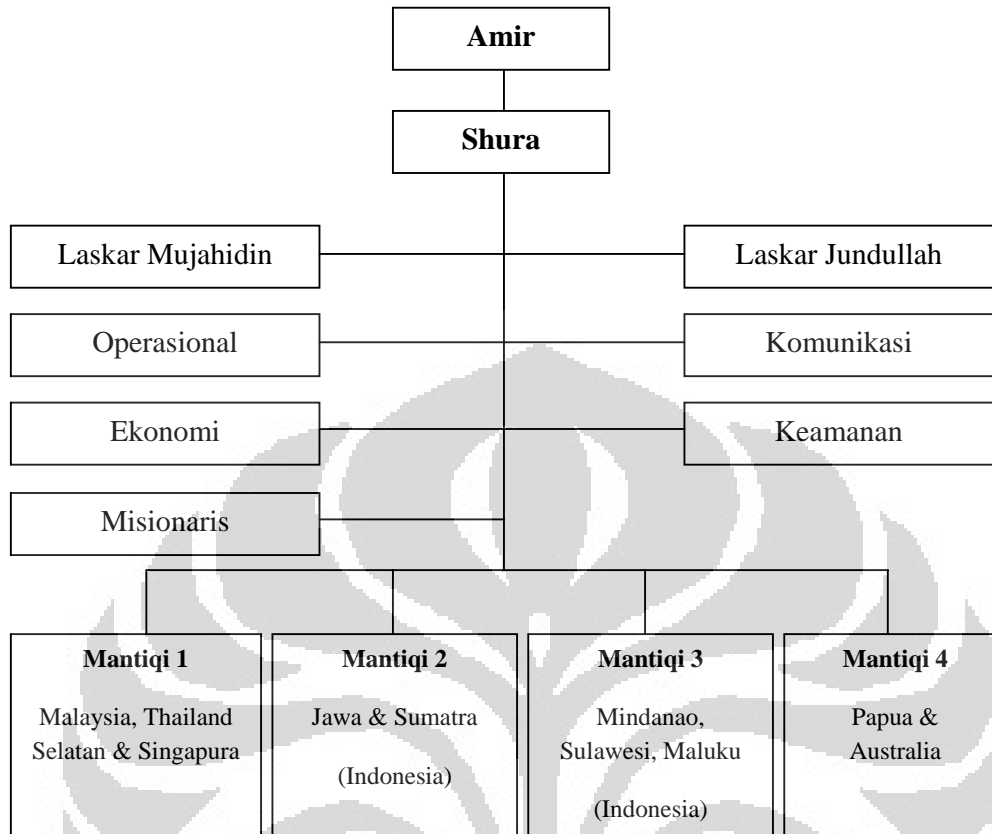 Amir
Shura
Laskar Mujahidin
Laskar Jundullah
Operasional
Komunikasi
Ekonomi
Keamanan
Misionaris
Mantiqi 1
Malaysia, Thailand
Selatan & Singapura
Mantiqi 2
Jawa & Sumatra
(Indonesia)
Mantiqi 3
Mindanao,
Sulawesi, Maluku
(Indonesia)
Mantiqi 4
Papua &
Australia